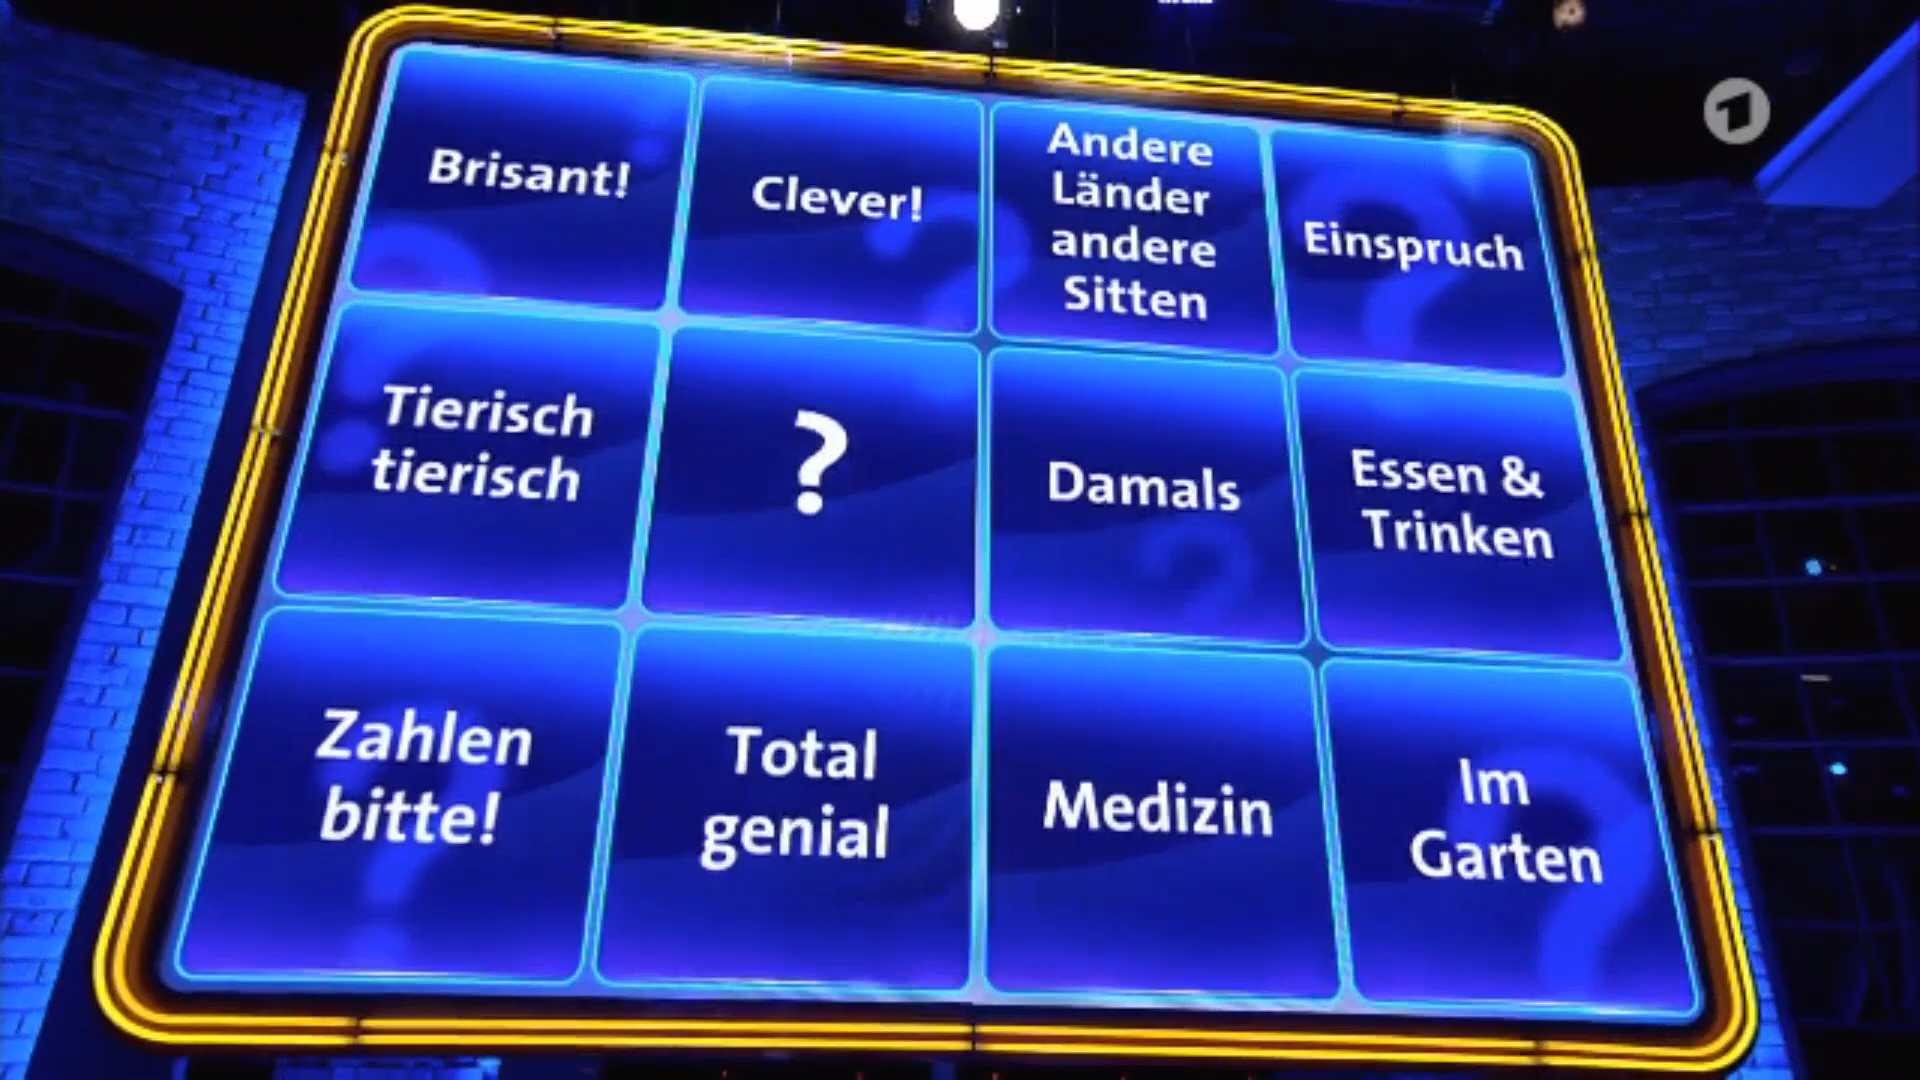 Brisant!
Clever!
Andere
Länder
andere
Sitten
Einspruch
Tierisch
tierisch
?
Damals
Essen &
Trinken
Zahlen
bitte!
Total
genial
Medizin
Im
Garten